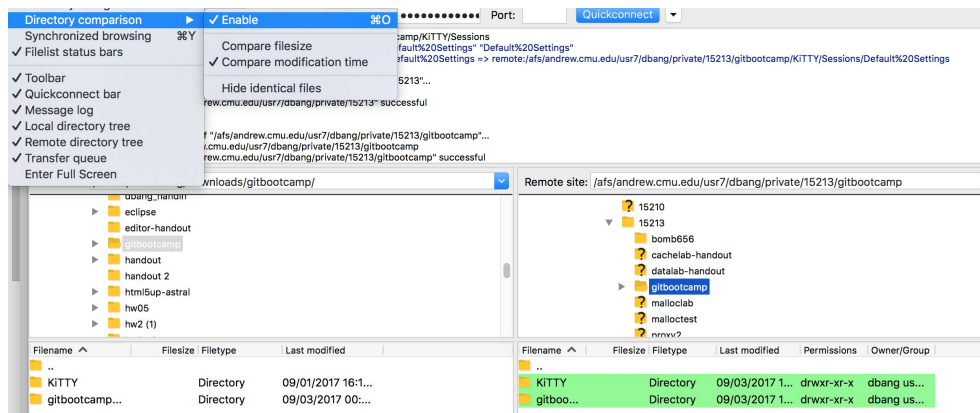 Directory comparison ▶ ✓ Enable ⌘O Port: Quickconnect
Synchronized browsing ⌘Y
✓ Filelist status bars
Compare filesize
✓ Compare modification time
Hide identical files
✓ Toolbar
✓ Quickconnect bar
✓ Message log
✓ Local directory tree
✓ Remote directory tree
✓ Transfer queue
Enter Full Screen
camp/KiTTY/Sessions
efault%20Settings" "Default%20Settings"
efault%20Settings => remote:/afs/andrew.cmu.edu/usr7/dbang/private/15213/gitbootcamp/KiTTY/Sessions/Default%20Settings
5213"...
drew.cmu.edu/usr7/dbang/private/15213" successful
f "/afs/andrew.cmu.edu/usr7/dbang/private/15213/gitbootcamp"...
w.cmu.edu/usr7/dbang/private/15213/gitbootcamp
rew.cmu.edu/usr7/dbang/private/15213/gitbootcamp" successful
wnloads/gitbootcamp/
dbang_handin
eclipse
editor-handout
gitbootcamp
handout
handout 2
html5up-astral
hw05
hw2 (1)
Remote site: /afs/andrew.cmu.edu/usr7/dbang/private/15213/gitbootcamp
15210
15213
bomb656
cachelab-handout
datalab-handout
gitbootcamp
malloclab
malloctest
proxy2
Filename Filesize Filetype Last modified
..
KiTTY Directory 09/01/2017 16:1...
gitbootcamp... Directory 09/03/2017 00:...
Filename Filesize Filetype Last modified Permissions Owner/Group
..
KiTTY Directory 09/03/2017 1... drwxr-xr-x dbang us...
gitboo... Directory 09/03/2017 1... drwxr-xr-x dbang us...